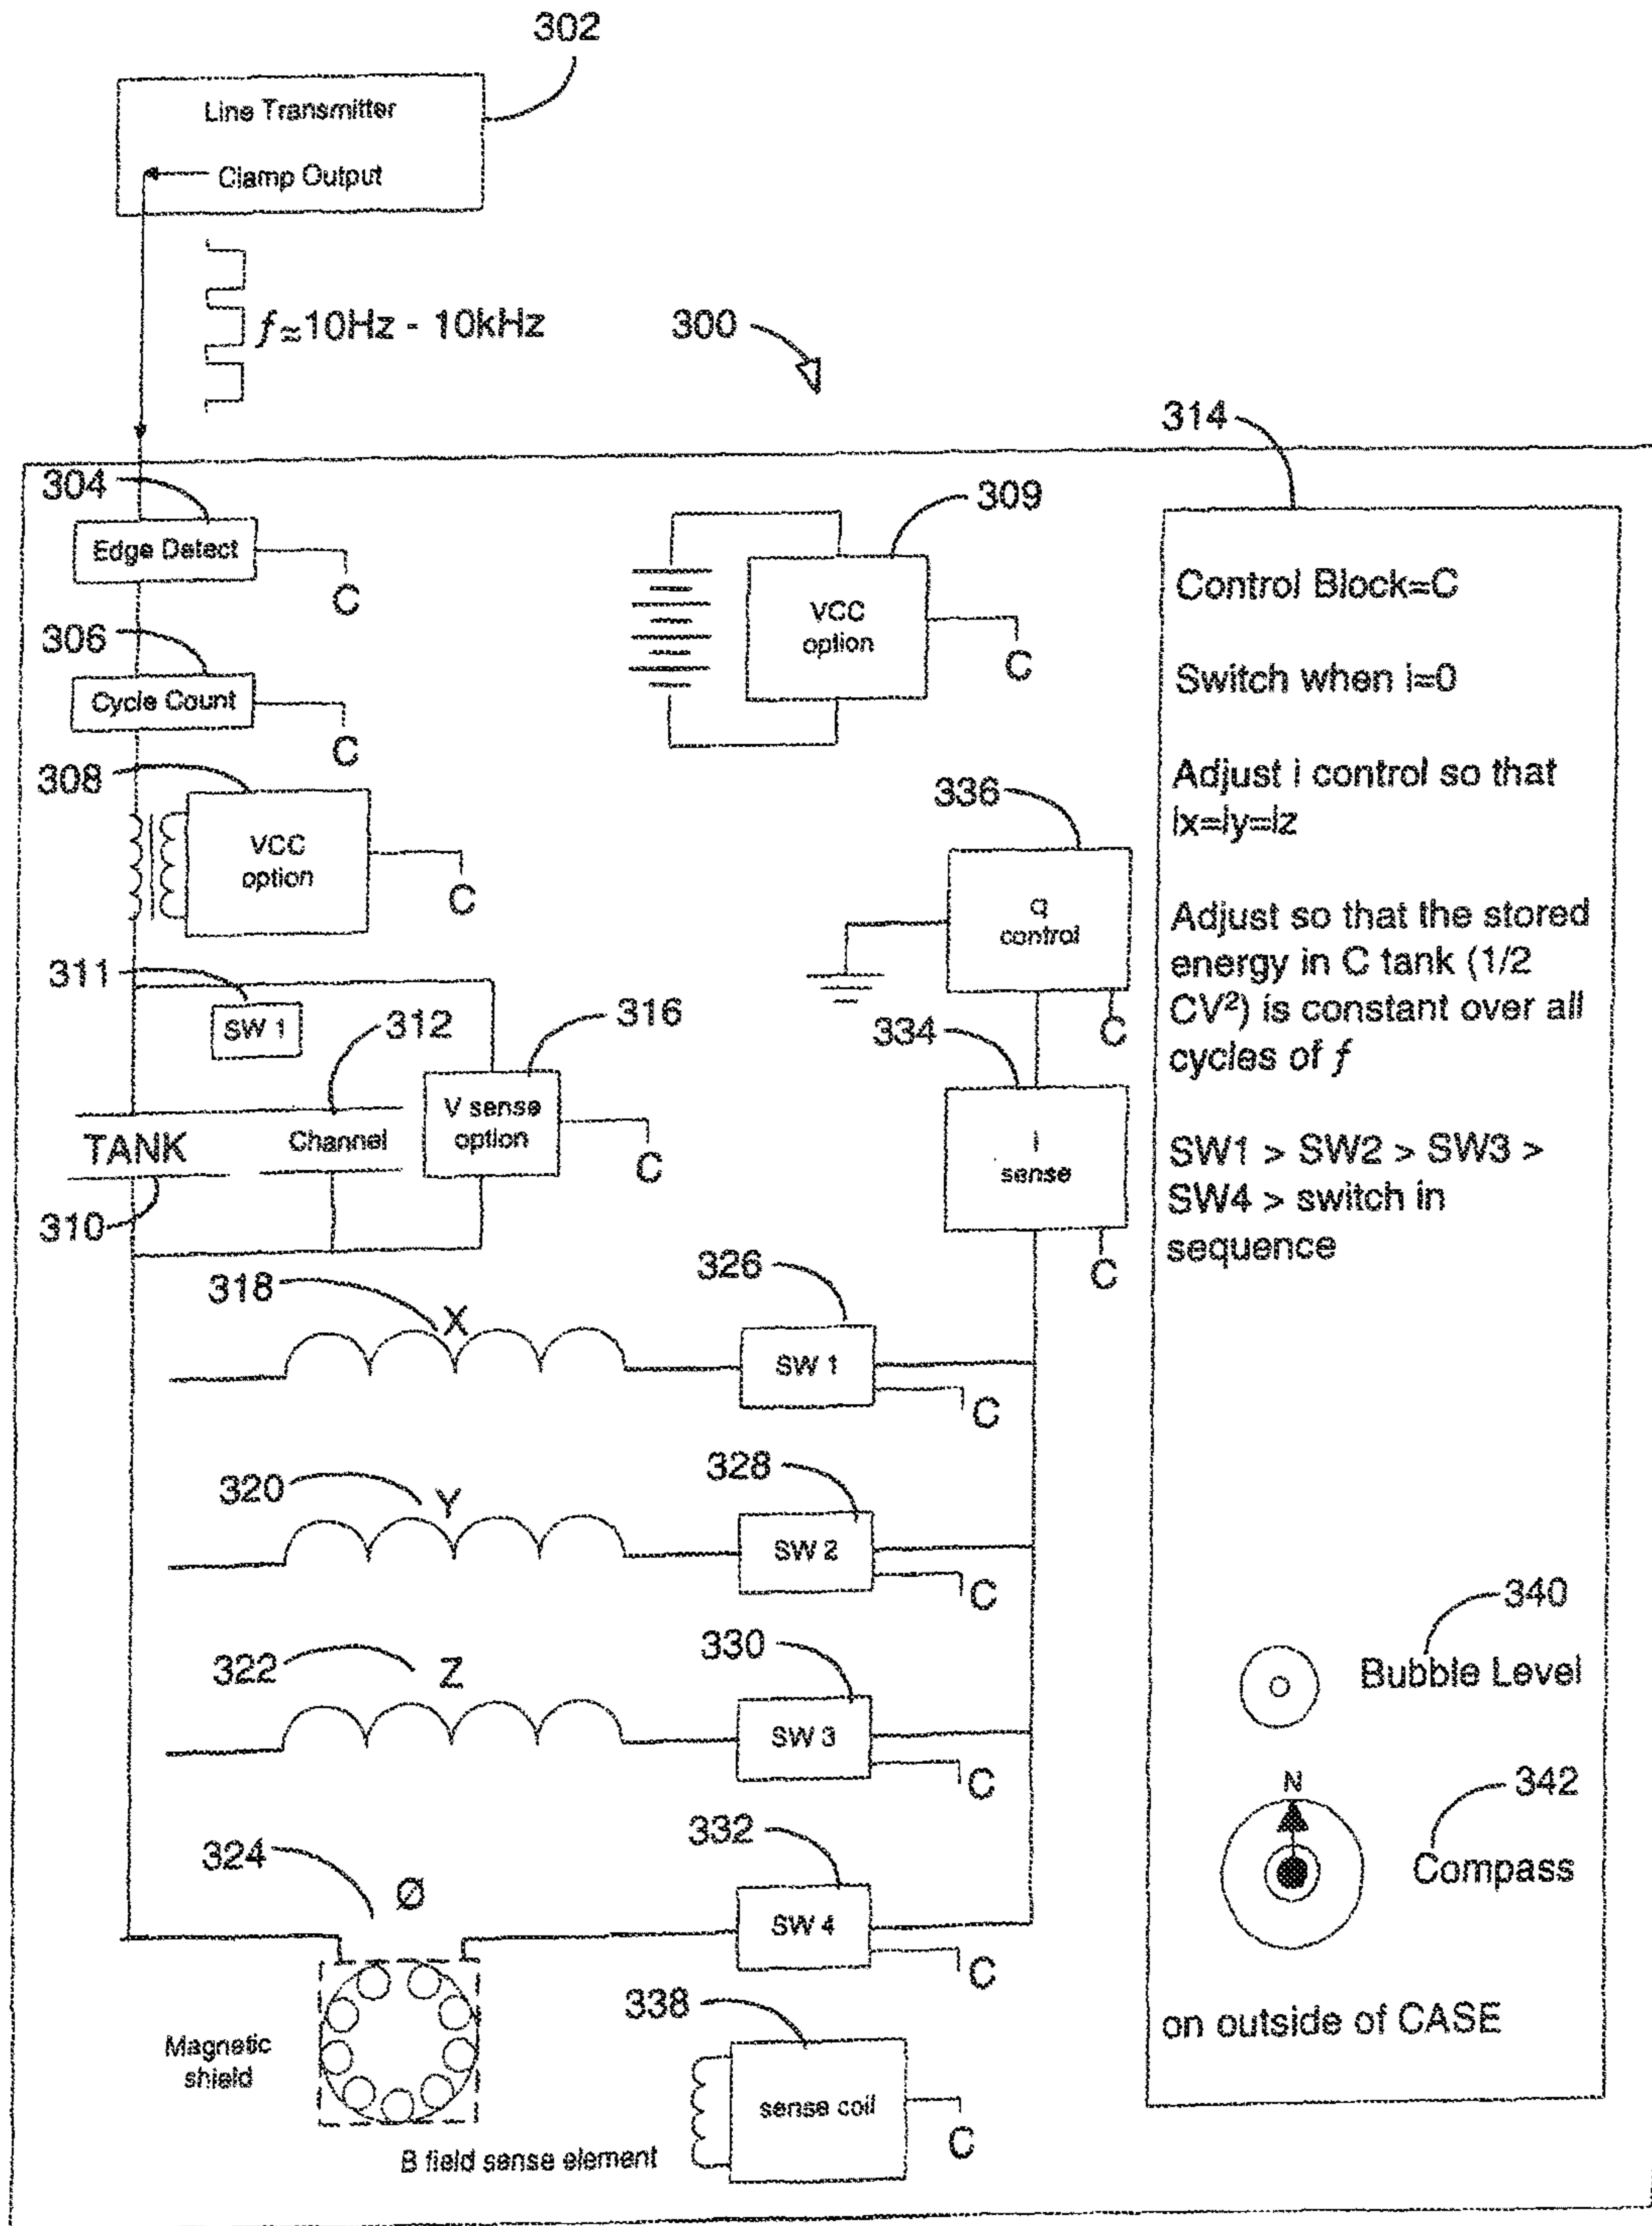 302
Line Transmitter
Clamp Output
f≈10Hz - 10kHz
300
314
304
Edge Detect
C
309
VCC
option
C
306
Cycle Count
C
308
VCC
option
C
311
SW 1
312
316
TANK
Channel
V sense
option
C
310
336
q
control
C
334
i
sense
C
318
X
326
SW 1
C
320
Y
328
SW 2
C
322
Z
330
SW 3
C
324
Ø
332
SW 4
C
Magnetic
shield
338
sense coil
C
B field sense element
Control Block=C
Switch when i=0
Adjust i control so that
Ix=Iy=Iz
Adjust so that the stored
energy in C tank (1/2
CV²) is constant over all
cycles of f
SW1 > SW2 > SW3 >
SW4 > switch in
sequence
340
Bubble Level
N
342
Compass
on outside of CASE